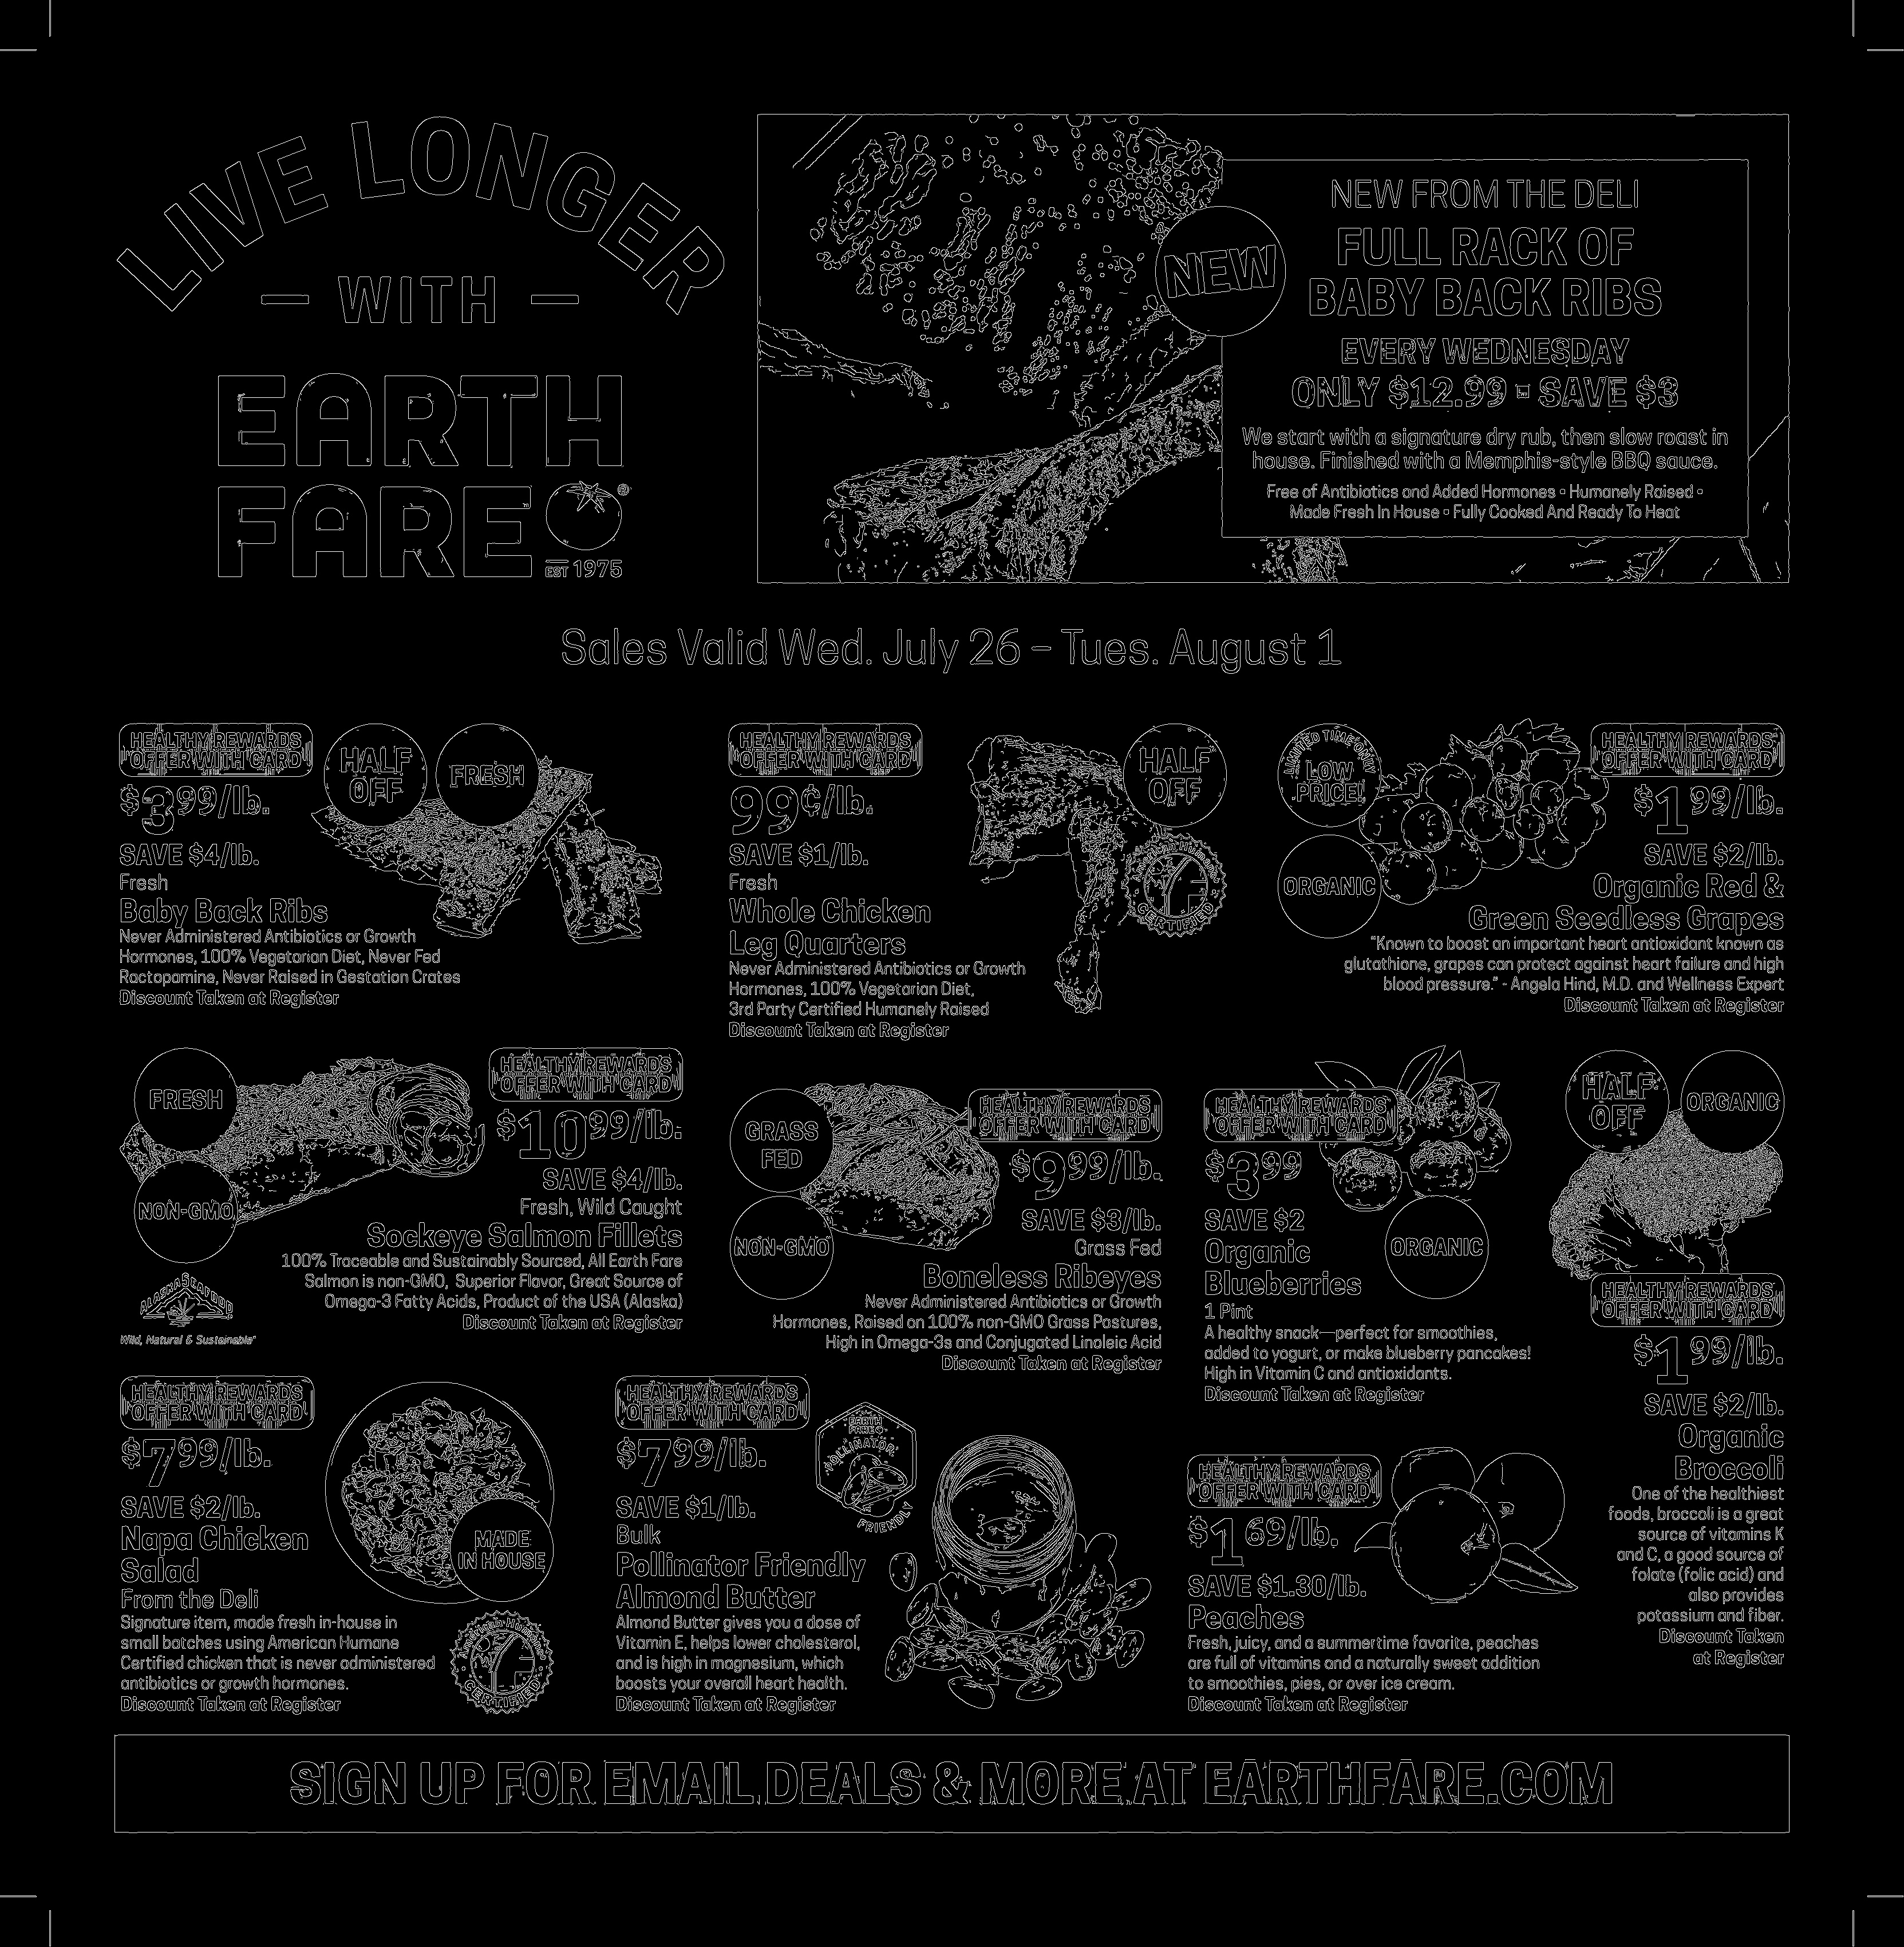 LIVE LONGER
— WITH —
EARTH
FARE®
EST 1975
NEW
NEW FROM THE DELI
FULL RACK OF
BABY BACK RIBS
EVERY WEDNESDAY
ONLY $12.99 • SAVE $3
We start with a signature dry rub, then slow roast in
house. Finished with a Memphis-style BBQ sauce.
Free of Antibiotics and Added Hormones • Humanely Raised •
Made Fresh In House • Fully Cooked And Ready To Heat
Sales Valid Wed. July 26 – Tues. August 1
HEALTHY REWARDS
OFFER WITH CARD
HALF
OFF
FRESH
$3 99/lb.
SAVE $4/lb.
Fresh
Baby Back Ribs
Never Administered Antibiotics or Growth
Hormones, 100% Vegetarian Diet, Never Fed
Ractopamine, Never Raised in Gestation Crates
Discount Taken at Register
HEALTHY REWARDS
OFFER WITH CARD
HALF
OFF
99¢/lb.
SAVE $1/lb.
Fresh
Whole Chicken
Leg Quarters
Never Administered Antibiotics or Growth
Hormones, 100% Vegetarian Diet,
3rd Party Certified Humanely Raised
Discount Taken at Register
CERTIFIED
LIMITED TIME ONLY
LOW
PRICE!
ORGANIC
HEALTHY REWARDS
OFFER WITH CARD
$1 99/lb.
SAVE $2/lb.
Organic Red &
Green Seedless Grapes
"Known to boost an important heart antioxidant known as
glutathione, grapes can protect against heart failure and high
blood pressure." - Angela Hind, M.D. and Wellness Expert
Discount Taken at Register
FRESH
NON-GMO
HEALTHY REWARDS
OFFER WITH CARD
$10 99/lb.
SAVE $4/lb.
Fresh, Wild Caught
Sockeye Salmon Fillets
100% Traceable and Sustainably Sourced, All Earth Fare
Salmon is non-GMO, Superior Flavor, Great Source of
Omega-3 Fatty Acids, Product of the USA (Alaska)
Discount Taken at Register
ALASKA SEAFOOD
Wild, Natural & Sustainable®
GRASS
FED
NON-GMO
HEALTHY REWARDS
OFFER WITH CARD
$9 99/lb.
SAVE $3/lb.
Grass Fed
Boneless Ribeyes
Never Administered Antibiotics or Growth
Hormones, Raised on 100% non-GMO Grass Pastures,
High in Omega-3s and Conjugated Linoleic Acid
Discount Taken at Register
HEALTHY REWARDS
OFFER WITH CARD
$3 99
SAVE $2
Organic
Blueberries
1 Pint
A healthy snack—perfect for smoothies,
added to yogurt, or make blueberry pancakes!
High in Vitamin C and antioxidants.
Discount Taken at Register
ORGANIC
HALF
OFF
ORGANIC
HEALTHY REWARDS
OFFER WITH CARD
$1 99/lb.
SAVE $2/lb.
Organic
Broccoli
One of the healthiest
foods, broccoli is a great
source of vitamins K
and C, a good source of
folate (folic acid) and
also provides
potassium and fiber.
Discount Taken
at Register
HEALTHY REWARDS
OFFER WITH CARD
$7 99/lb.
SAVE $2/lb.
Napa Chicken
Salad
From the Deli
Signature item, made fresh in-house in
small batches using American Humane
Certified chicken that is never administered
antibiotics or growth hormones.
Discount Taken at Register
MADE
IN HOUSE
CERTIFIED
HEALTHY REWARDS
OFFER WITH CARD
$7 99/lb.
SAVE $1/lb.
Bulk
Pollinator Friendly
Almond Butter
Almond Butter gives you a dose of
Vitamin E, helps lower cholesterol,
and is high in magnesium, which
boosts your overall heart health.
Discount Taken at Register
EARTH
FARE
POLLINATOR
FRIENDLY
HEALTHY REWARDS
OFFER WITH CARD
$1 69/lb.
SAVE $1.30/lb.
Peaches
Fresh, juicy, and a summertime favorite, peaches
are full of vitamins and a naturally sweet addition
to smoothies, pies, or over ice cream.
Discount Taken at Register
SIGN UP FOR EMAIL DEALS & MORE AT EARTHFARE.COM